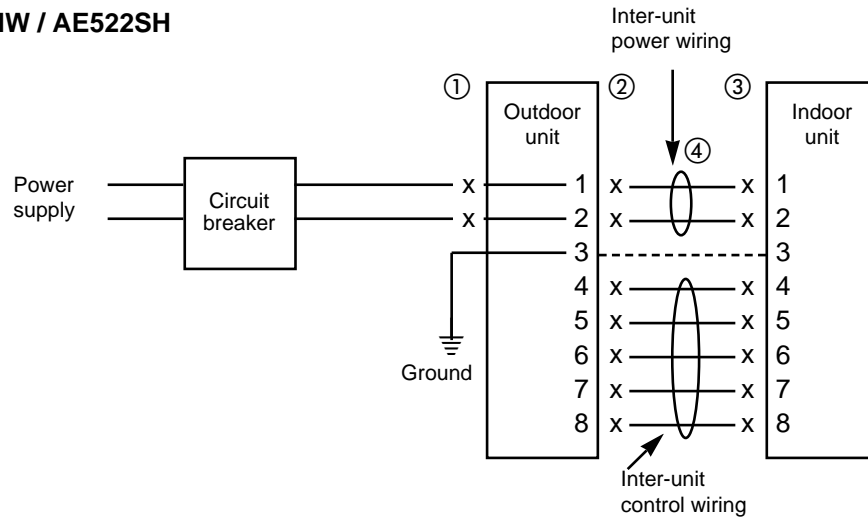 W / AE522SH
Inter-unit
power wiring
① ② ③
Outdoor
unit
Indoor
unit
④
Power
supply
Circuit
breaker
x 1 x x 1
x 2 x x 2
3 3
4 x x 4
5 x x 5
6 x x 6
7 x x 7
8 x x 8
Ground
Inter-unit
control wiring